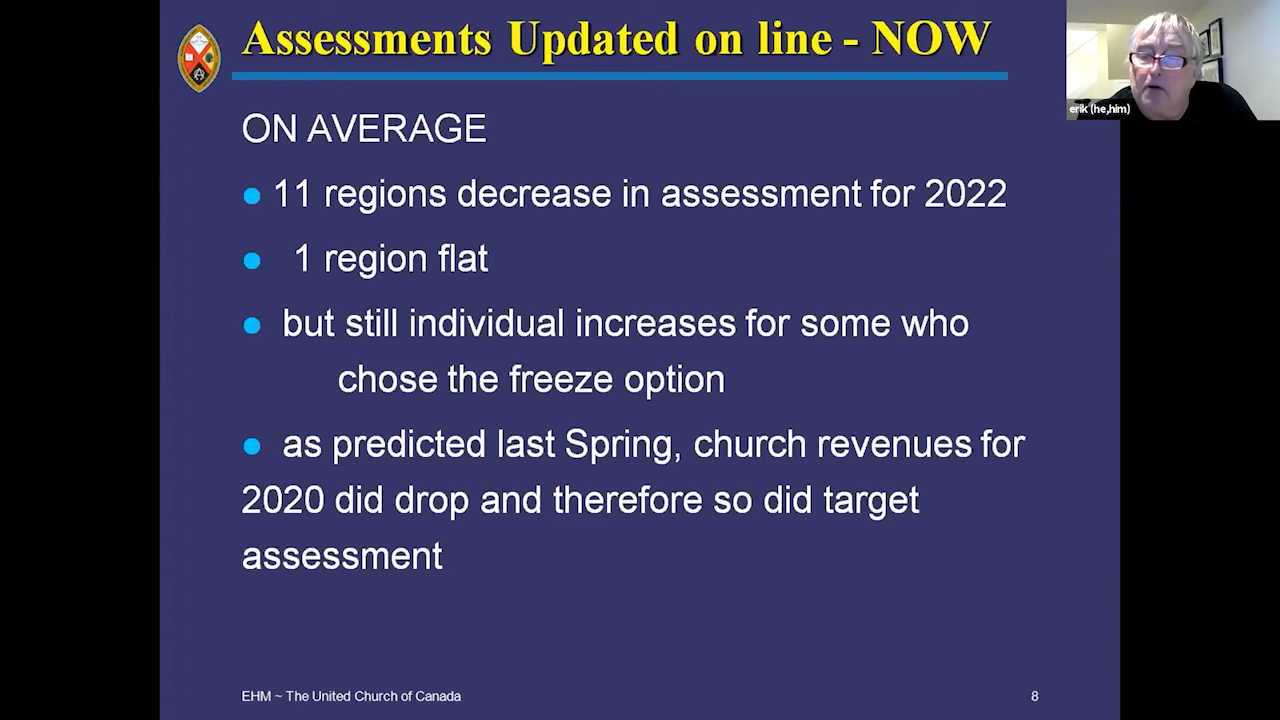 Assessments Updated on line - NOW
erik (he,him)
ON AVERAGE
11 regions decrease in assessment for 2022
1 region flat
but still individual increases for some who
chose the freeze option
as predicted last Spring, church revenues for
2020 did drop and therefore so did target
assessment
EHM ~ The United Church of Canada
8